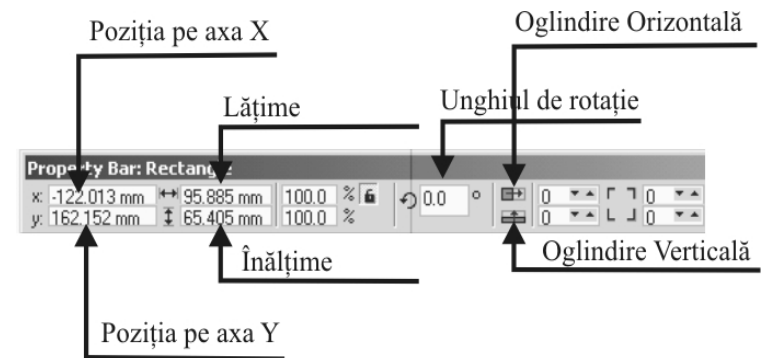 Oglindire Orizontală
Poziția pe axa X
Lățime
Unghiul de rotație
Property Bar: Rectangle
x: -122.013 mm 95.885 mm 100.0 % 0.0 ° 0 0
y: 162.152 mm 65.405 mm 100.0 % 0 0
Înălțime
Oglindire Verticală
Poziția pe axa Y